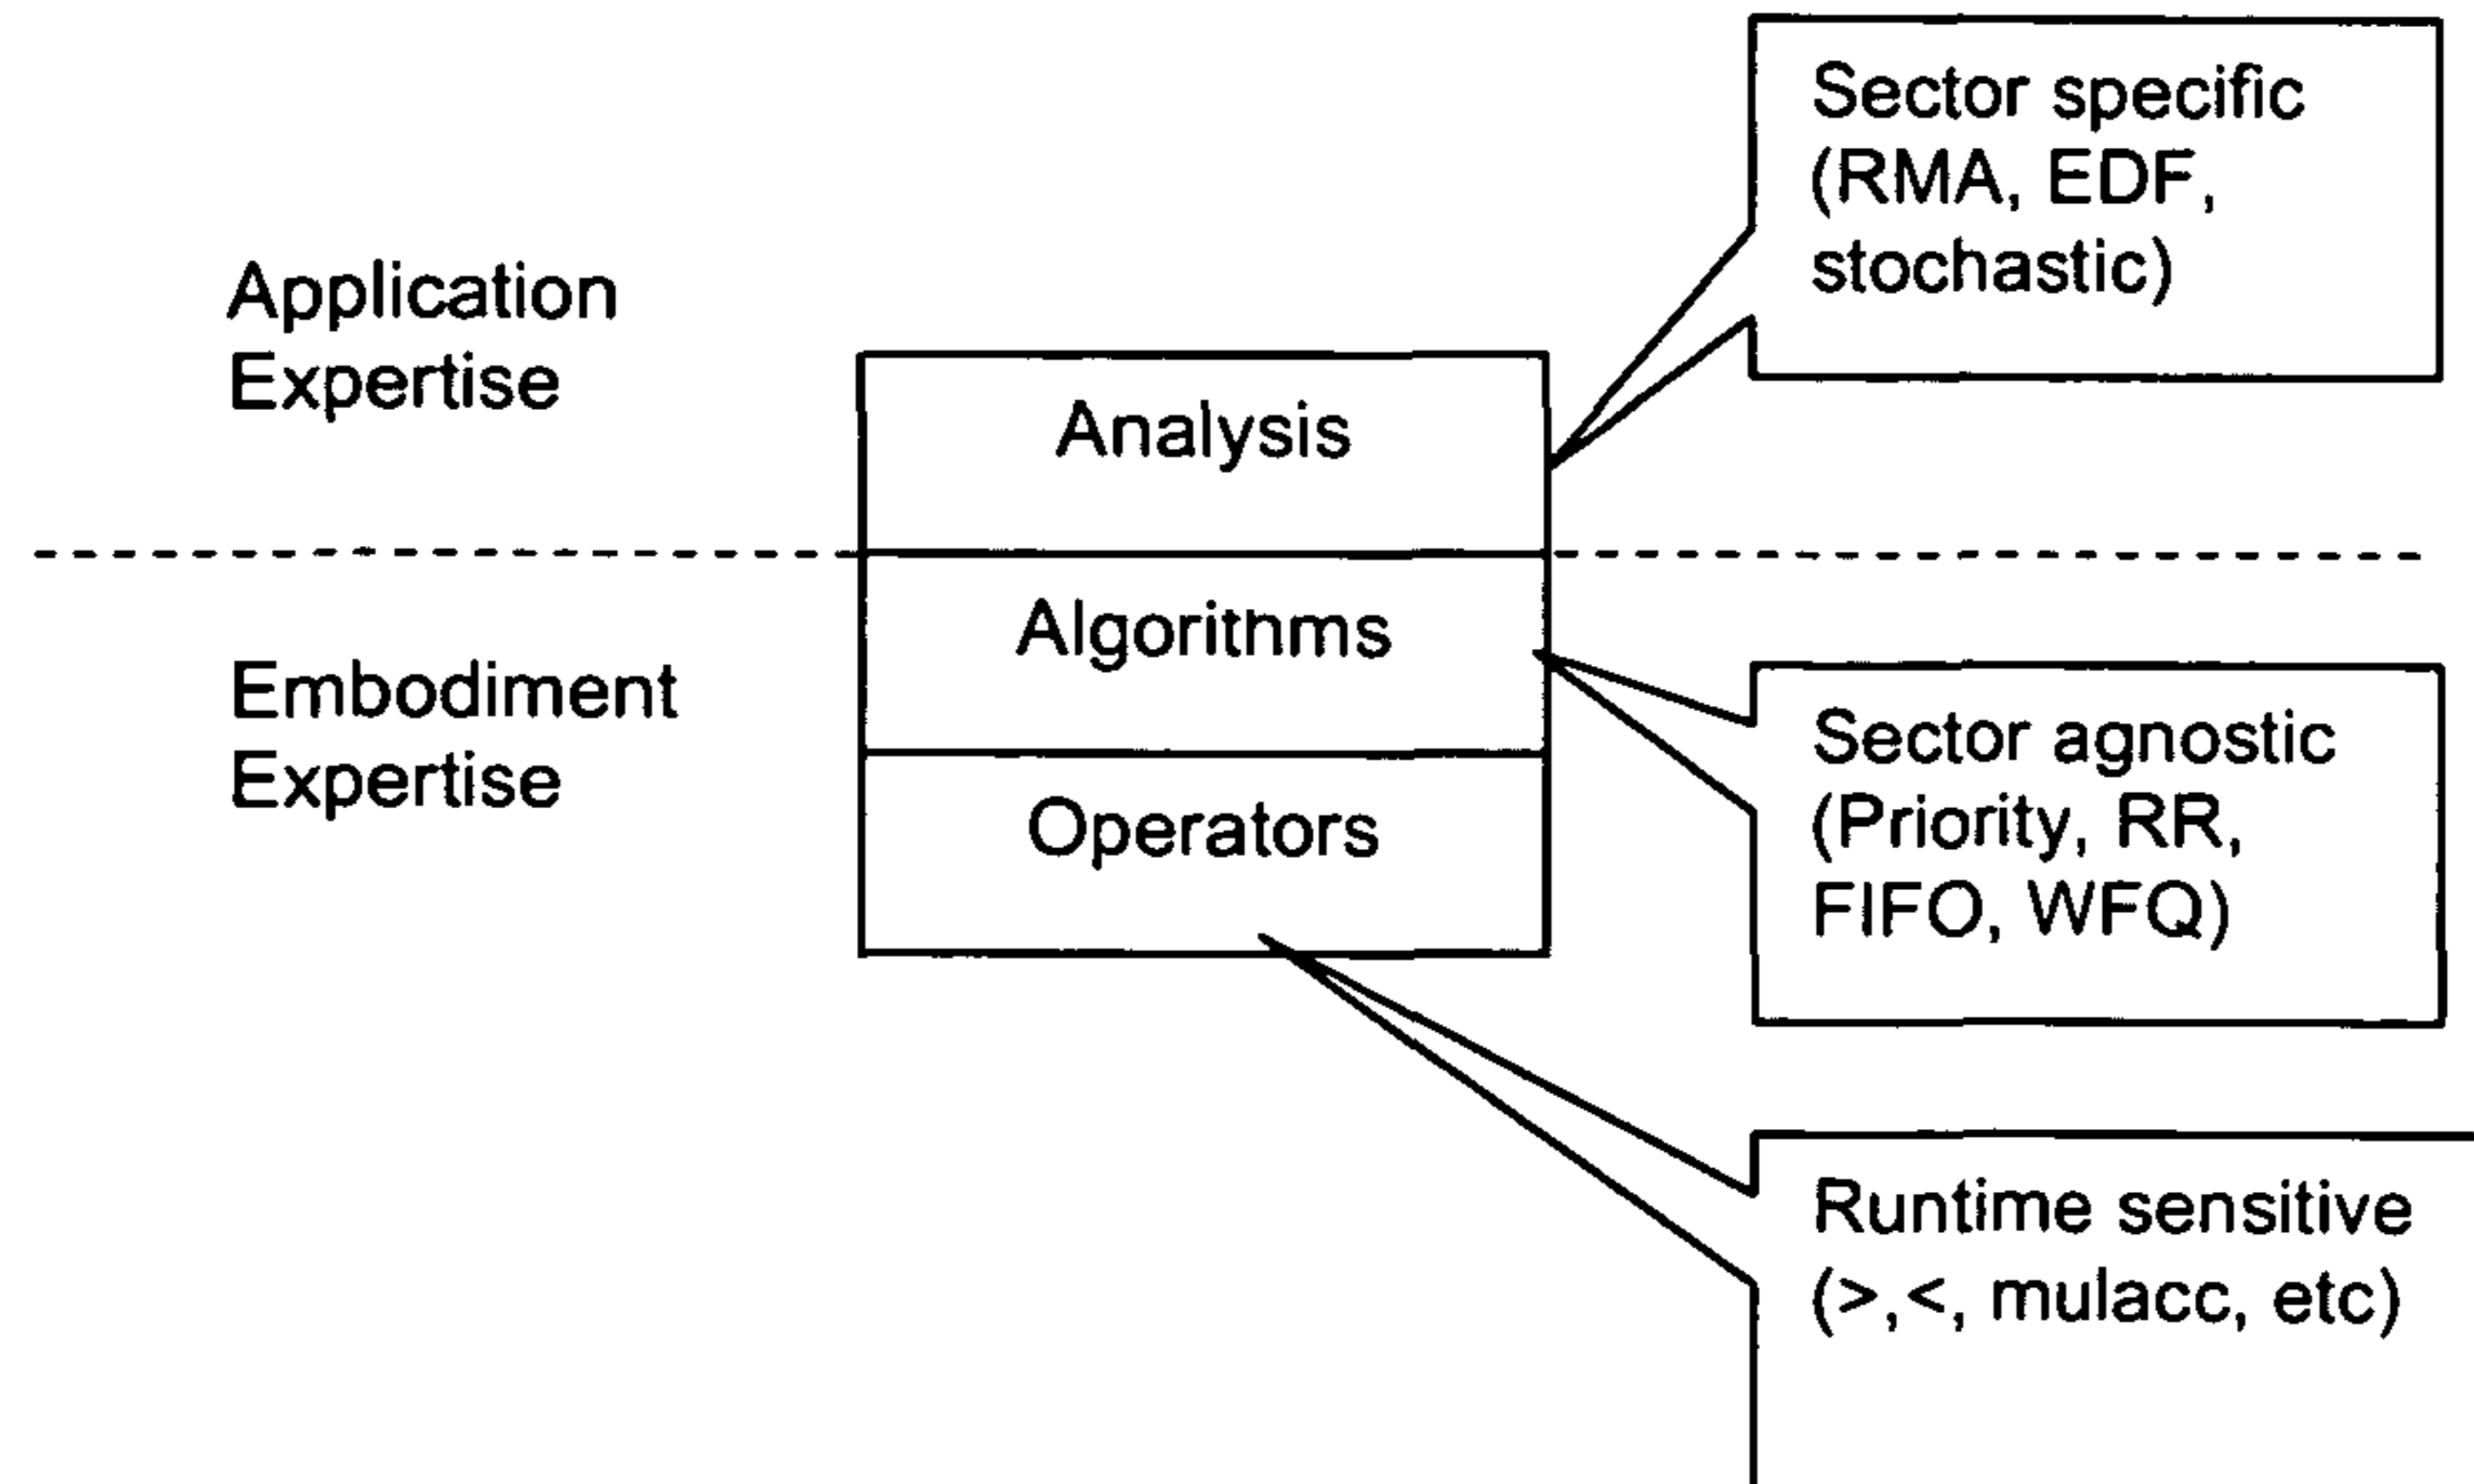 Sector specific
(RMA, EDF,
stochastic)
Application
Expertise
Analysis
Algorithms
Embodiment
Expertise
Operators
Sector agnostic
(Priority, RR,
FIFO, WFQ)
Runtime sensitive
(>,<, mulacc, etc)